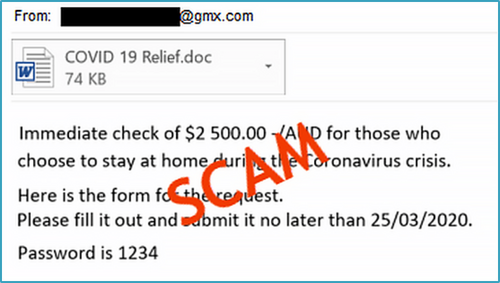 From: @gmx.com
COVID 19 Relief.doc
74 KB
Immediate check of $2 500.00 -/AUD for those who
choose to stay at home during the Coronavirus crisis.
Here is the form for the request.
Please fill it out and submit it no later than 25/03/2020.
Password is 1234
SCAM